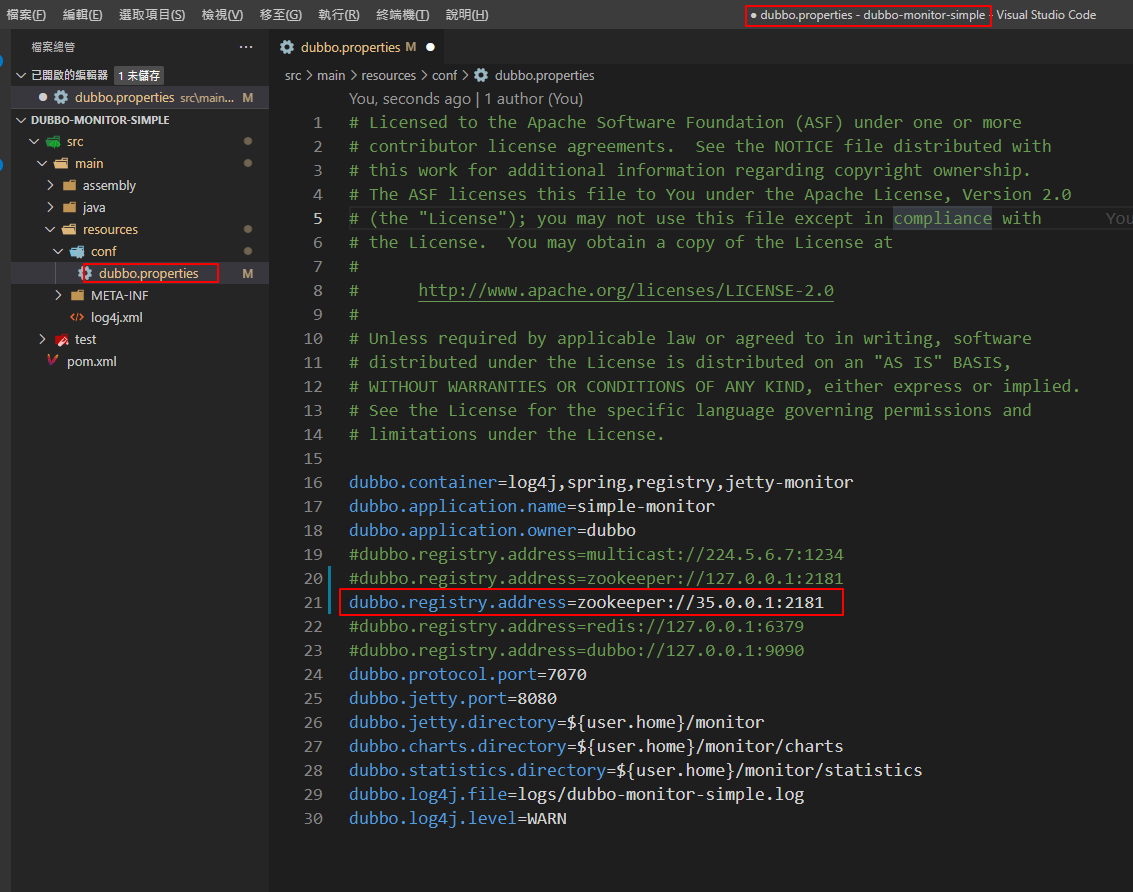 檔案(F) 編輯(E) 選取項目(S) 檢視(V) 移至(G) 執行(R) 終端機(T) 說明(H) ● dubbo.properties - dubbo-monitor-simple - Visual Studio Code
檔案總管 ···
已開啟的編輯器 1 未儲存
● dubbo.properties src\main... M
DUBBO-MONITOR-SIMPLE
src
main
assembly
java
resources
conf
dubbo.properties M
META-INF
log4j.xml
test
pom.xml
dubbo.properties M ●
src > main > resources > conf > dubbo.properties
You, seconds ago | 1 author (You)
1 # Licensed to the Apache Software Foundation (ASF) under one or more
2 # contributor license agreements.  See the NOTICE file distributed with
3 # this work for additional information regarding copyright ownership.
4 # The ASF licenses this file to You under the Apache License, Version 2.0
5 # (the "License"); you may not use this file except in compliance with You
6 # the License.  You may obtain a copy of the License at
7 #
8 #      http://www.apache.org/licenses/LICENSE-2.0
9 #
10 # Unless required by applicable law or agreed to in writing, software
11 # distributed under the License is distributed on an "AS IS" BASIS,
12 # WITHOUT WARRANTIES OR CONDITIONS OF ANY KIND, either express or implied.
13 # See the License for the specific language governing permissions and
14 # limitations under the License.
15
16 dubbo.container=log4j,spring,registry,jetty-monitor
17 dubbo.application.name=simple-monitor
18 dubbo.application.owner=dubbo
19 #dubbo.registry.address=multicast://224.5.6.7:1234
20 #dubbo.registry.address=zookeeper://127.0.0.1:2181
21 dubbo.registry.address=zookeeper://35.0.0.1:2181
22 #dubbo.registry.address=redis://127.0.0.1:6379
23 #dubbo.registry.address=dubbo://127.0.0.1:9090
24 dubbo.protocol.port=7070
25 dubbo.jetty.port=8080
26 dubbo.jetty.directory=${user.home}/monitor
27 dubbo.charts.directory=${user.home}/monitor/charts
28 dubbo.statistics.directory=${user.home}/monitor/statistics
29 dubbo.log4j.file=logs/dubbo-monitor-simple.log
30 dubbo.log4j.level=WARN